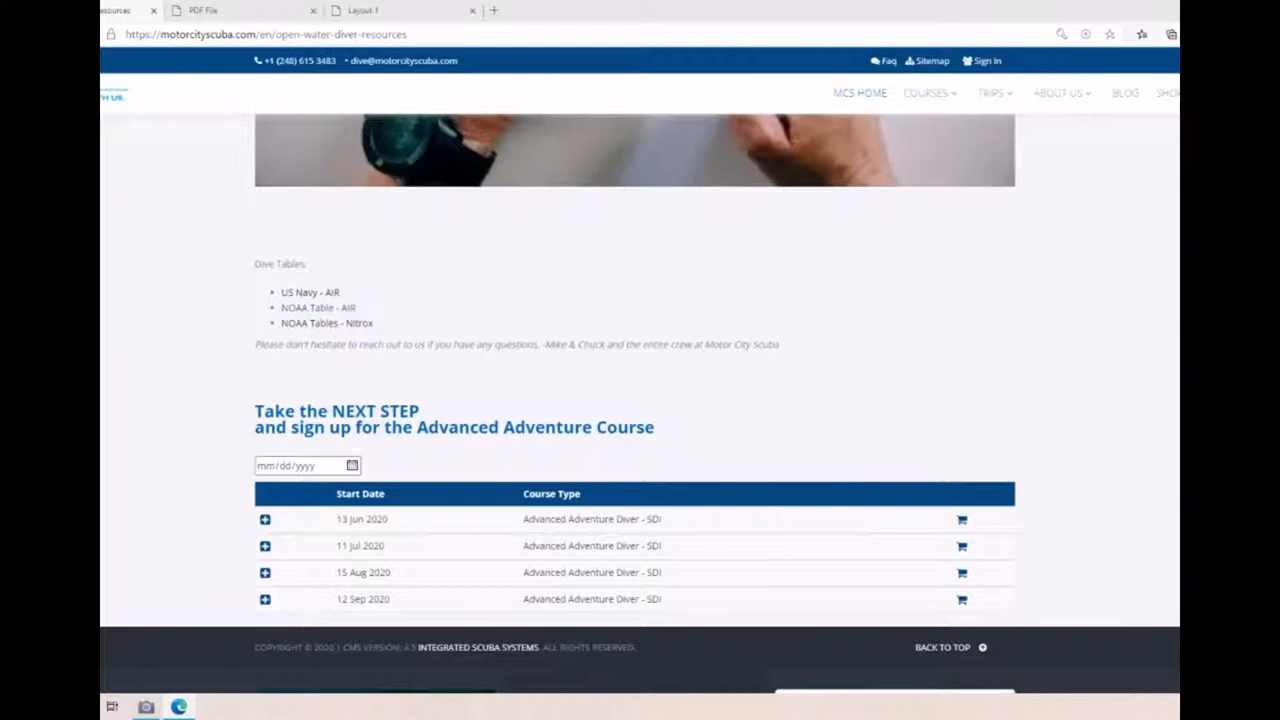 esources
PDF File
Layout 1
https://motorcityscuba.com/en/open-water-diver-resources
+1 (248) 615 3483 • dive@motorcityscuba.com
Faq Sitemap Sign In
TH US.
MCS HOME COURSES TRIPS ABOUT US BLOG SHO
Dive Tables:
• US Navy - AIR
• NOAA Table - AIR
• NOAA Tables - Nitrox
Please don't hesitate to reach out to us if you have any questions. -Mike & Chuck and the entire crew at Motor City Scuba
Take the NEXT STEP
and sign up for the Advanced Adventure Course
mm/dd/yyyy
Start Date Course Type
13 Jun 2020 Advanced Adventure Diver - SDI
11 Jul 2020 Advanced Adventure Diver - SDI
15 Aug 2020 Advanced Adventure Diver - SDI
12 Sep 2020 Advanced Adventure Diver - SDI
COPYRIGHT © 2020 | CMS VERSION: 4.5 INTEGRATED SCUBA SYSTEMS. ALL RIGHTS RESERVED.
BACK TO TOP